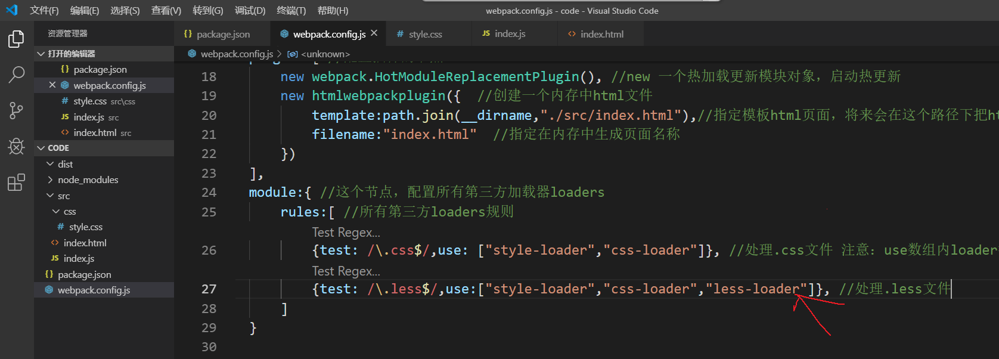 文件(F) 编辑(E) 选择(S) 查看(V) 转到(G) 调试(D) 终端(T) 帮助(H)
webpack.config.js - code - Visual Studio Code
资源管理器
打开的编辑器
{} package.json
× webpack.config.js
# style.css src\css
JS index.js src
<> index.html src
CODE
dist
node_modules
src
css
# style.css
<> index.html
JS index.js
{} package.json
webpack.config.js
{} package.json
webpack.config.js ×
# style.css
JS index.js
<> index.html
webpack.config.js > <unknown>
18 new webpack.HotModuleReplacementPlugin(), //new 一个热加载更新模块对象，启动热更新
19 new htmlwebpackplugin({ //创建一个内存中html文件
20 template:path.join(__dirname,"./src/index.html"),//指定模板html页面，将来会在这个路径下把ht
21 filename:"index.html" //指定在内存中生成页面名称
22 })
23 ],
24 module:{ //这个节点，配置所有第三方加载器loaders
25 rules:[ //所有第三方loaders规则
Test Regex...
26 {test: /\.css$/,use: ["style-loader","css-loader"]}, //处理.css文件 注意：use数组内loader
Test Regex...
27 {test: /\.less$/,use:["style-loader","css-loader","less-loader"]}, //处理.less文件
28 ]
29 }
30